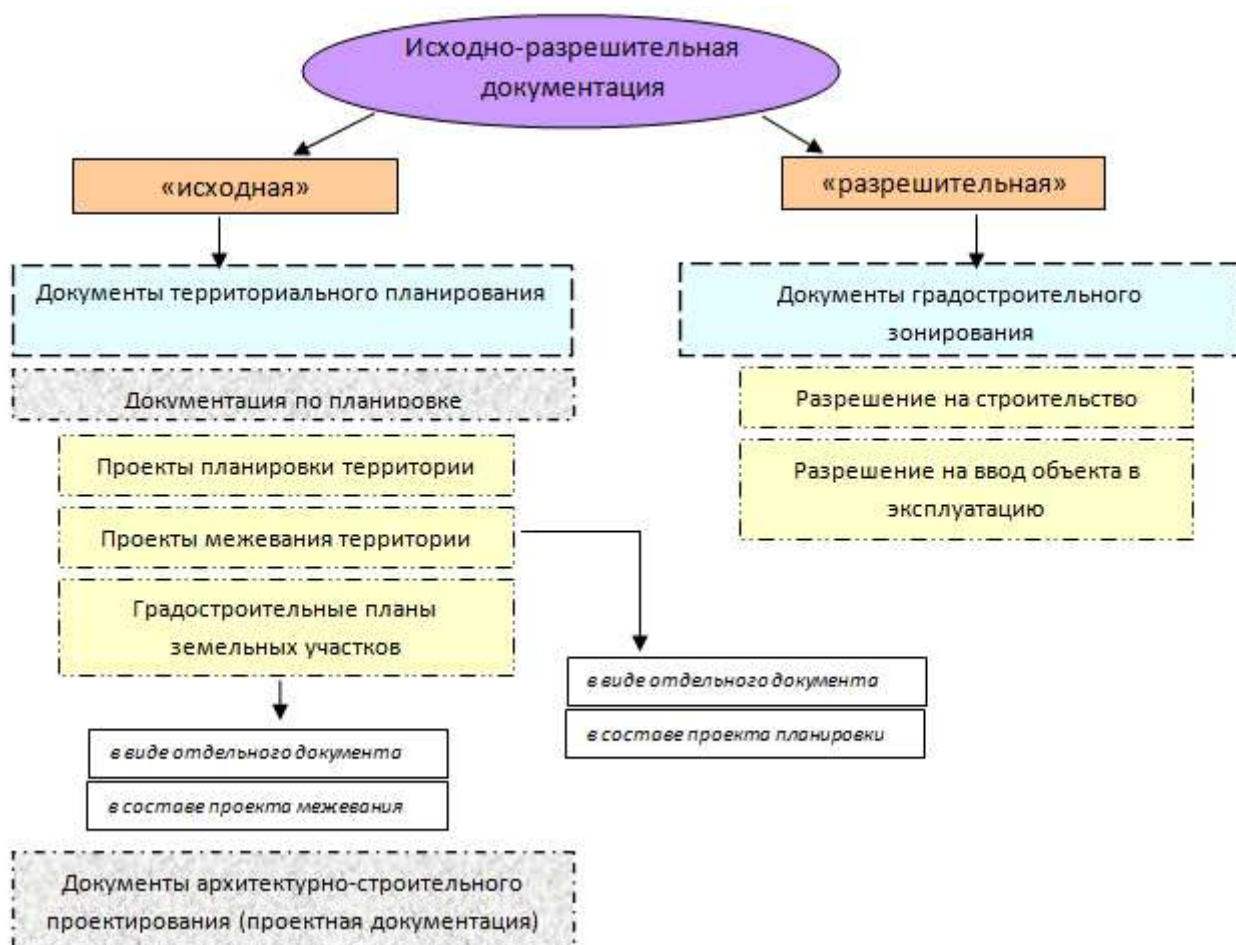 Исходно-разрешительная
документация
«исходная»
«разрешительная»
Документы территориального планирования
Документация по планировке
Проекты планировки территории
Проекты межевания территории
Градостроительные планы
земельных участков
в виде отдельного документа
в составе проекта межевания
Документы архитектурно-строительного
проектирования (проектная документация)
Документы градостроительного
зонирования
Разрешение на строительство
Разрешение на ввод объекта в
эксплуатацию
в виде отдельного документа
в составе проекта планировки